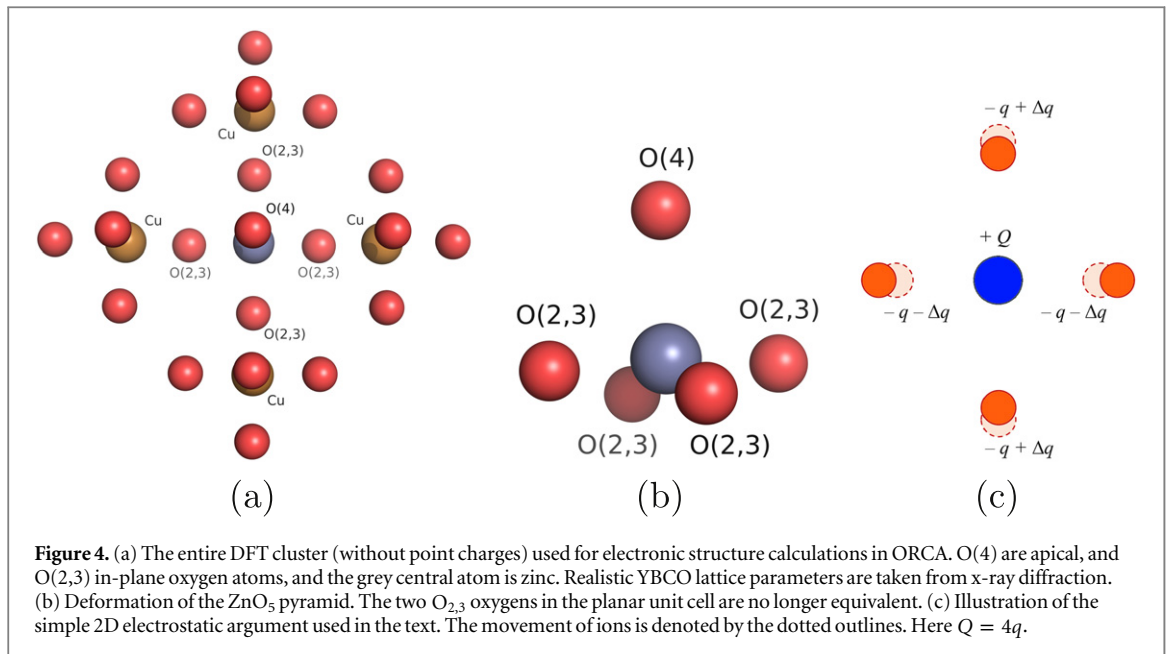 Cu
O(2,3)
O(4)
Cu
Cu
O(2,3)
O(2,3)
O(2,3)
Cu
(a)
O(4)
O(2,3)
O(2,3)
O(2,3)
O(2,3)
(b)
− q + Δq
+ Q
− q − Δq
− q − Δq
− q + Δq
(c)
Figure 4. (a) The entire DFT cluster (without point charges) used for electronic structure calculations in ORCA. O(4) are apical, and
O(2,3) in-plane oxygen atoms, and the grey central atom is zinc. Realistic YBCO lattice parameters are taken from x-ray diffraction.
(b) Deformation of the ZnO₅ pyramid. The two O₂,₃ oxygens in the planar unit cell are no longer equivalent. (c) Illustration of the
simple 2D electrostatic argument used in the text. The movement of ions is denoted by the dotted outlines. Here Q = 4q.